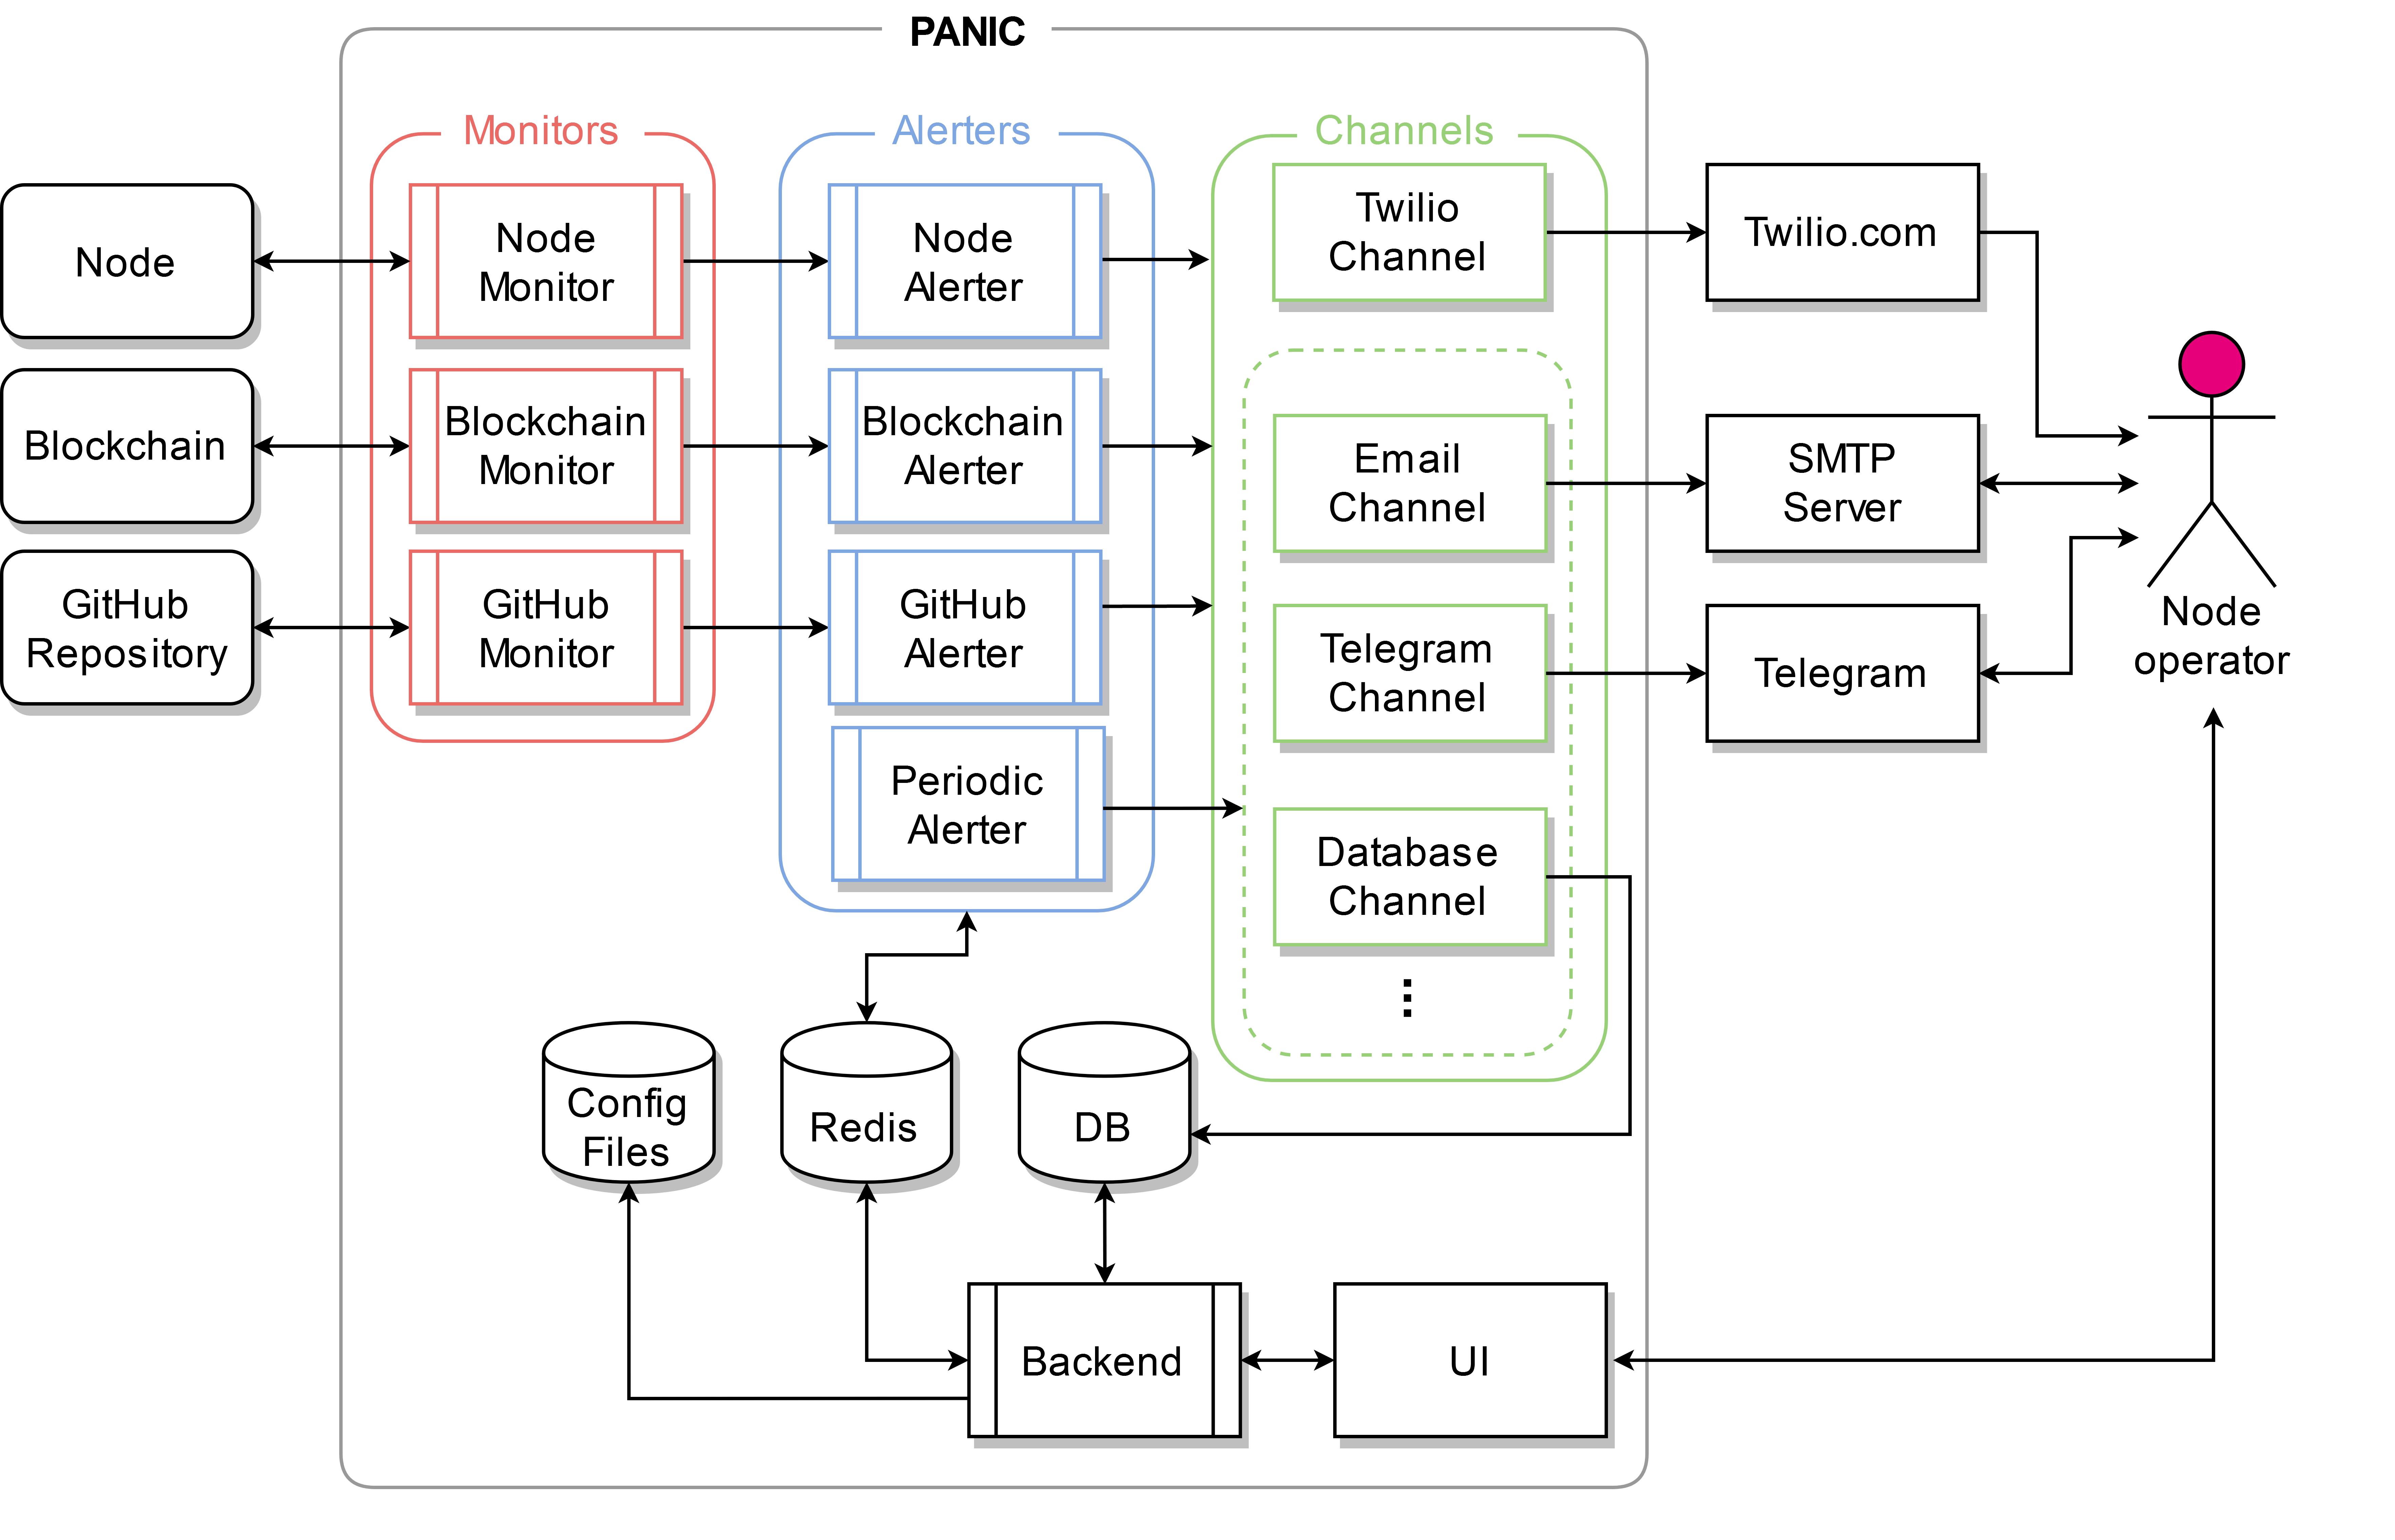 PANIC
Monitors
Alerters
Channels
Node
Node
Monitor
Node
Alerter
Twilio
Channel
Twilio.com
Blockchain
Blockchain
Monitor
Blockchain
Alerter
Email
Channel
SMTP
Server
GitHub
Repository
GitHub
Monitor
GitHub
Alerter
Telegram
Channel
Telegram
Node
operator
Periodic
Alerter
Database
Channel
Config
Files
Redis
DB
Backend
UI